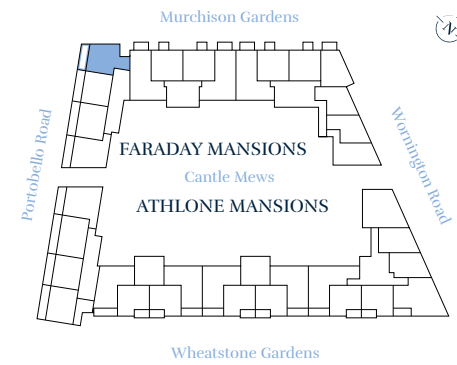 Murchison Gardens
N
Portobello Road
Wornington Road
FARADAY MANSIONS
Cantle Mews
ATHLONE MANSIONS
Wheatstone Gardens